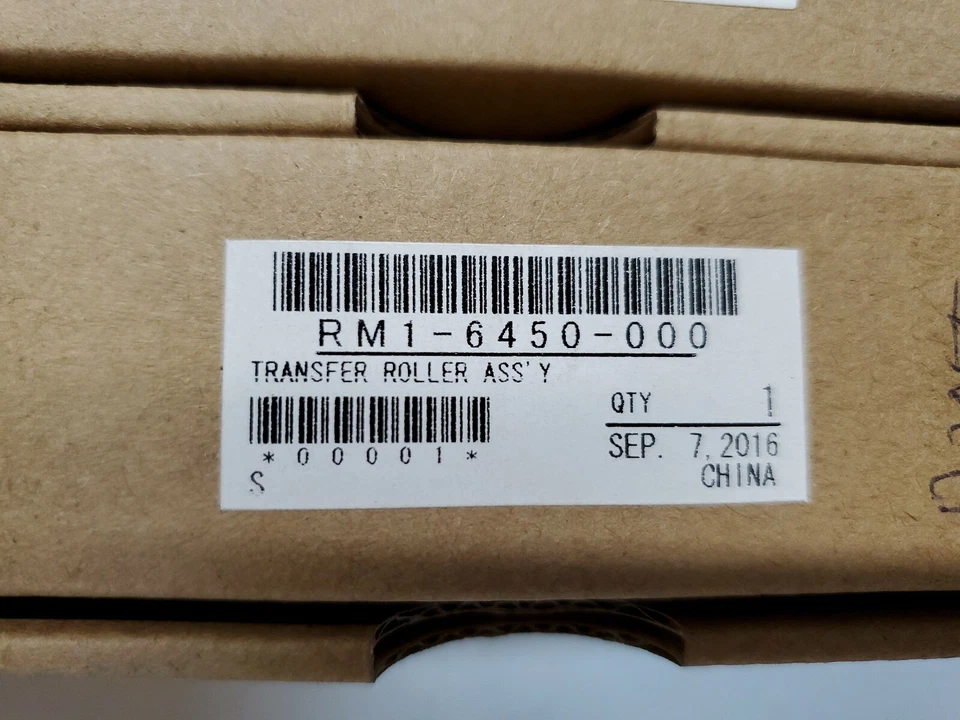 RM1-6450-000
TRANSFER ROLLER ASS'Y
QTY 1
*00001*
SEP. 7, 2016
S
CHINA